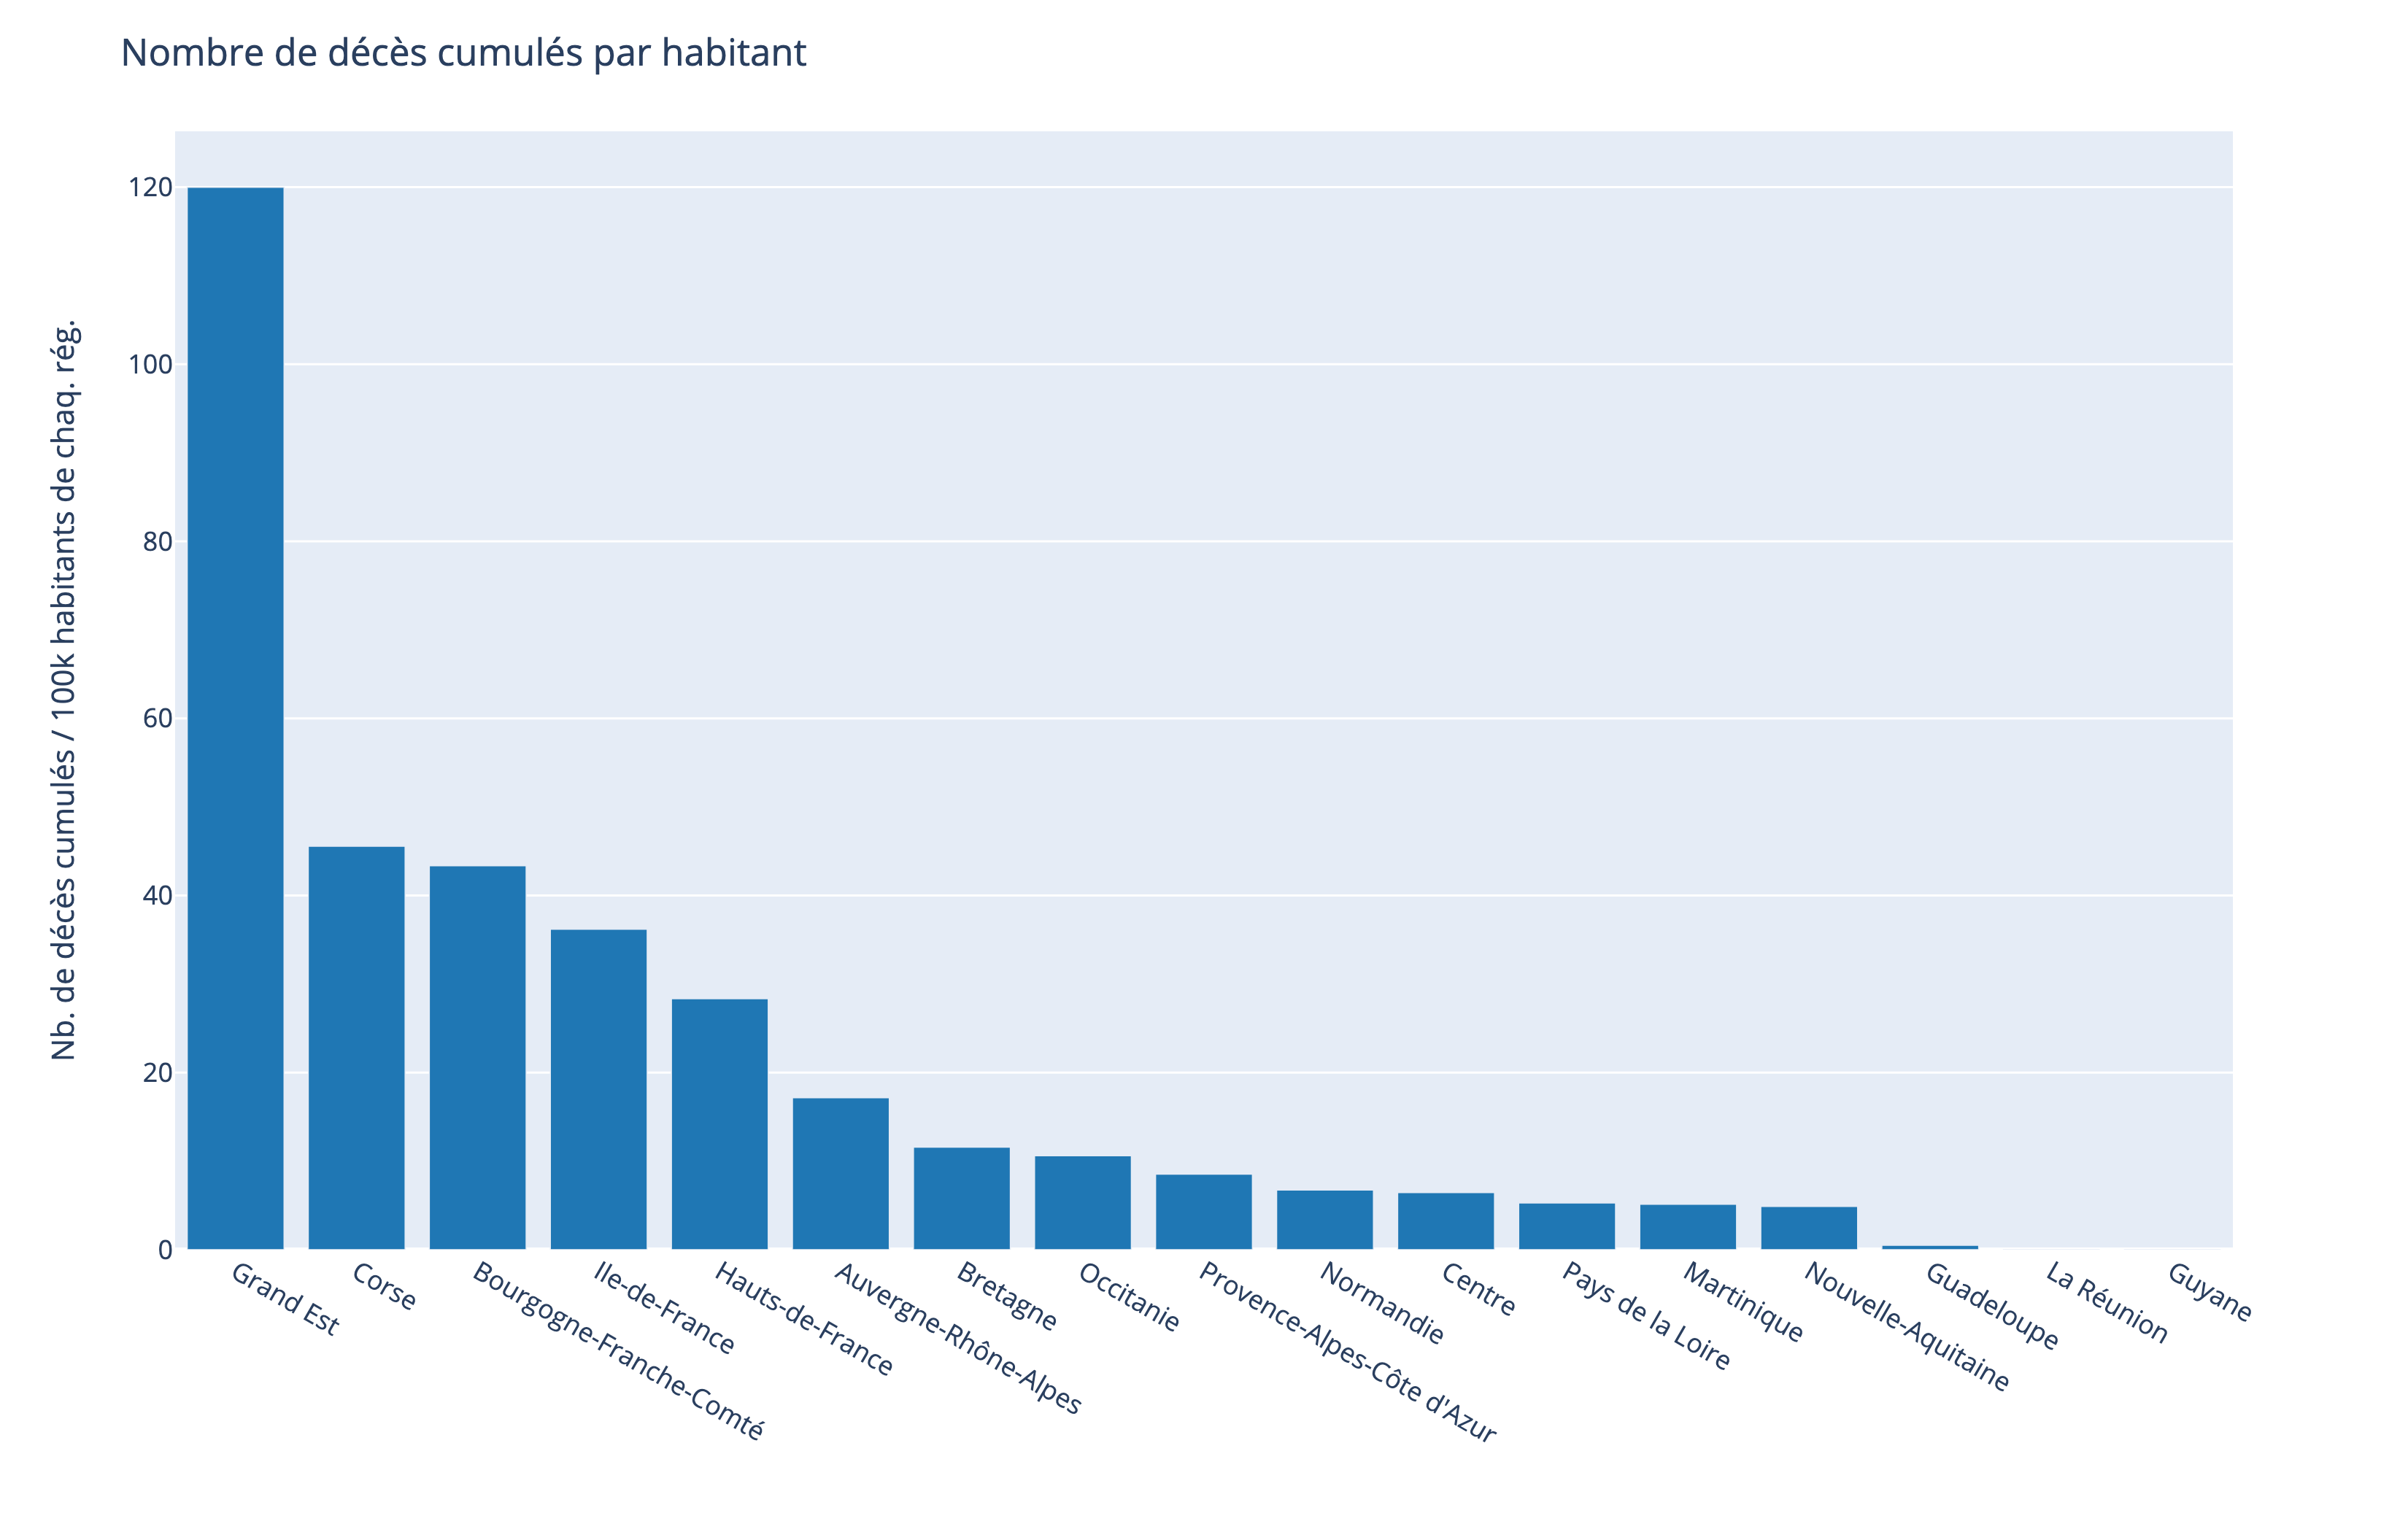 Nombre de décès cumulés par habitant
Nb. de décès cumulés / 100k habitants de chaq. rég.
120
100
80
60
40
20
0
Grand Est
Corse
Bourgogne-Franche-Comté
Ile-de-France
Hauts-de-France
Auvergne-Rhône-Alpes
Bretagne
Occitanie
Provence-Alpes-Côte d'Azur
Normandie
Centre
Pays de la Loire
Martinique
Nouvelle-Aquitaine
Guadeloupe
La Réunion
Guyane